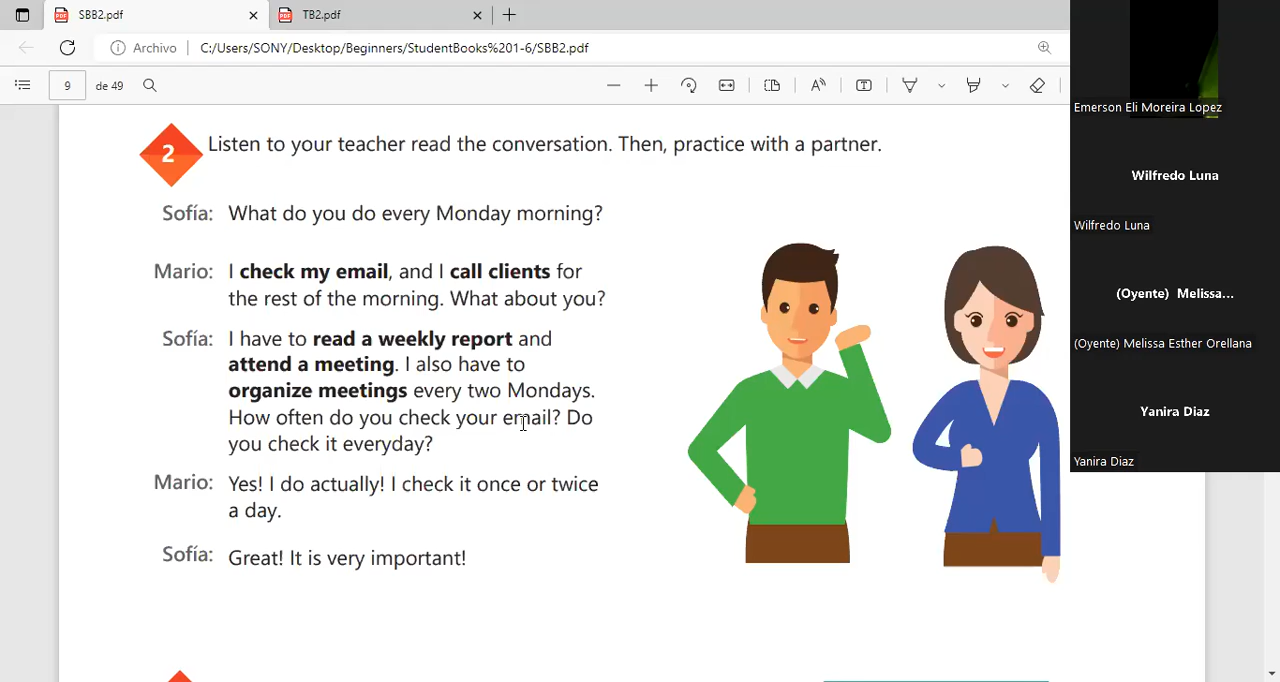 SBB2.pdf
TB2.pdf
Archivo
C:/Users/SONY/Desktop/Beginners/StudentBooks%201-6/SBB2.pdf
9
de 49
2
Listen to your teacher read the conversation. Then, practice with a partner.
Sofía: What do you do every Monday morning?
Mario: I check my email, and I call clients for
the rest of the morning. What about you?
Sofía: I have to read a weekly report and
attend a meeting. I also have to
organize meetings every two Mondays.
How often do you check your email? Do
you check it everyday?
Mario: Yes! I do actually! I check it once or twice
a day.
Sofía: Great! It is very important!
Emerson Eli Moreira Lopez
Wilfredo Luna
Wilfredo Luna
(Oyente) Melissa...
(Oyente) Melissa Esther Orellana
Yanira Diaz
Yanira Diaz